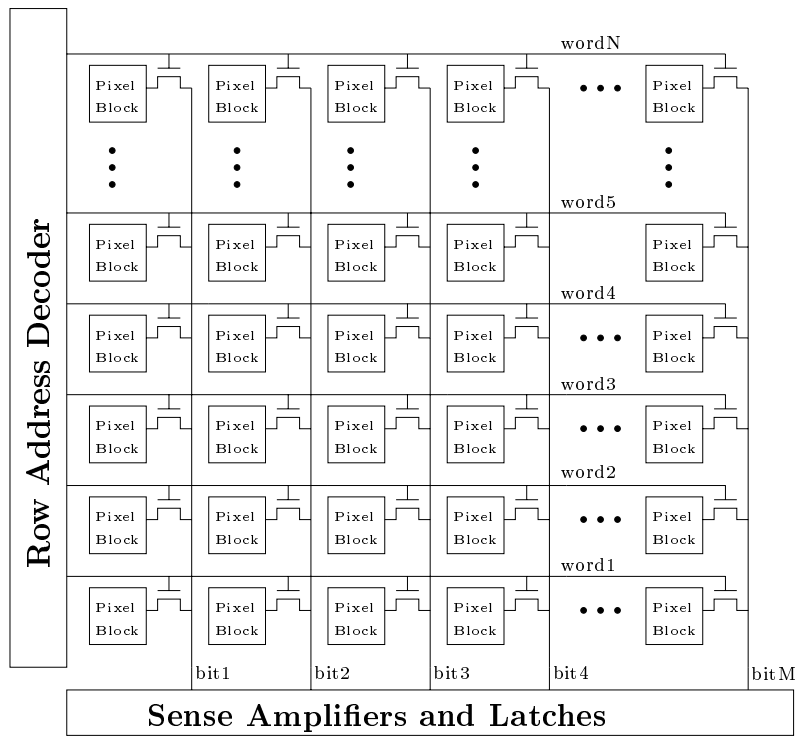 Row Address Decoder
wordN
Pixel Pixel Pixel Pixel Pixel
Block Block Block Block Block
word5
Pixel Pixel Pixel Pixel Pixel
Block Block Block Block Block
word4
Pixel Pixel Pixel Pixel Pixel
Block Block Block Block Block
word3
Pixel Pixel Pixel Pixel Pixel
Block Block Block Block Block
word2
Pixel Pixel Pixel Pixel Pixel
Block Block Block Block Block
word1
Pixel Pixel Pixel Pixel Pixel
Block Block Block Block Block
bit1 bit2 bit3 bit4 bitM
Sense Amplifiers and Latches